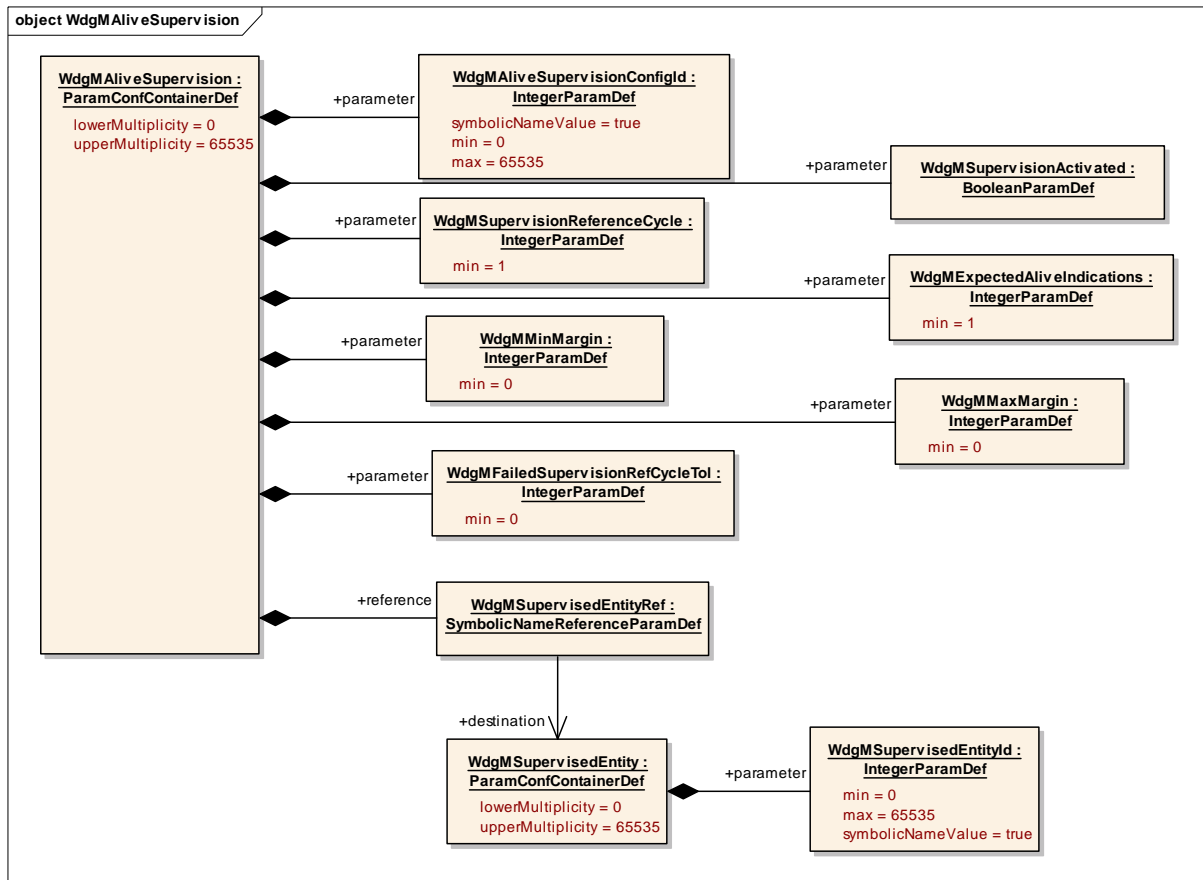 object WdgMAliveSupervision
WdgMAliveSupervision :
ParamConfContainerDef
lowerMultiplicity = 0
upperMultiplicity = 65535
+parameter
WdgMAliveSupervisionConfigId :
IntegerParamDef
symbolicNameValue = true
min = 0
max = 65535
+parameter
WdgMSupervisionActivated :
BooleanParamDef
+parameter
WdgMSupervisionReferenceCycle :
IntegerParamDef
min = 1
+parameter
WdgMExpectedAliveIndications :
IntegerParamDef
min = 1
+parameter
WdgMMinMargin :
IntegerParamDef
min = 0
+parameter
WdgMMaxMargin :
IntegerParamDef
min = 0
+parameter
WdgMFailedSupervisionRefCycleTol :
IntegerParamDef
min = 0
+reference
WdgMSupervisedEntityRef :
SymbolicNameReferenceParamDef
+destination
WdgMSupervisedEntity :
ParamConfContainerDef
lowerMultiplicity = 0
upperMultiplicity = 65535
+parameter
WdgMSupervisedEntityId :
IntegerParamDef
min = 0
max = 65535
symbolicNameValue = true